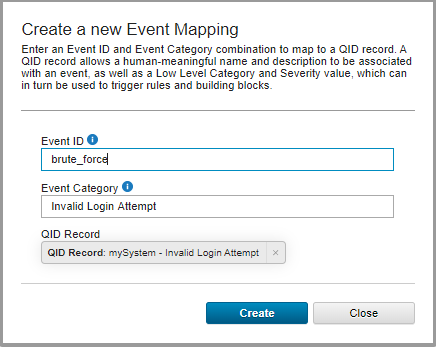 Create a new Event Mapping
Enter an Event ID and Event Category combination to map to a QID record. A
QID record allows a human-meaningful name and description to be associated
with an event, as well as a Low Level Category and Severity value, which can
in turn be used to trigger rules and building blocks.
Event ID
brute_force
Event Category
Invalid Login Attempt
QID Record
QID Record: mySystem - Invalid Login Attempt ×
Create Close